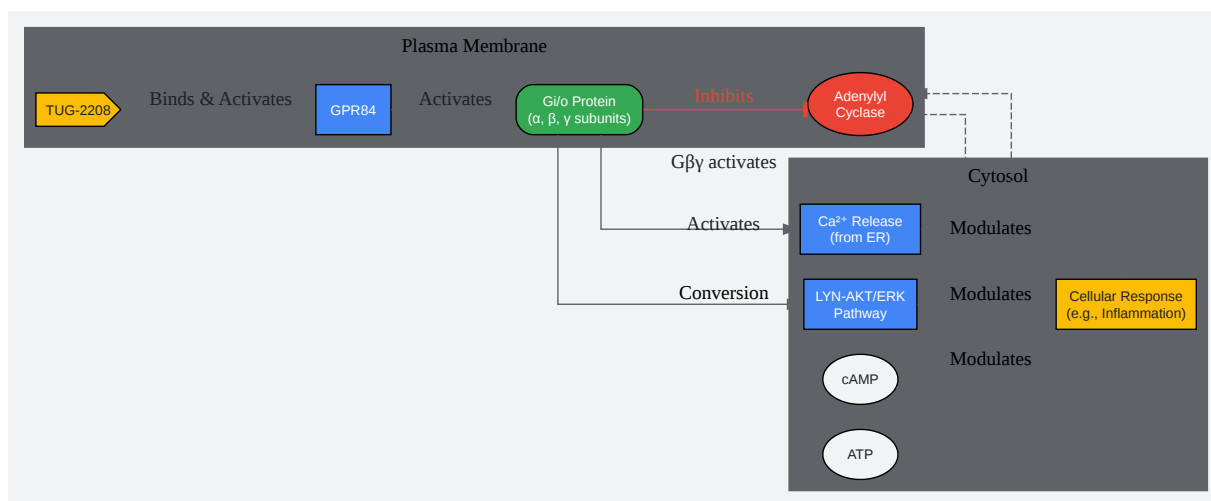 Plasma Membrane
TUG-2208
Binds & Activates
GPR84
Activates
Gi/o Protein
(α, β, γ subunits)
Inhibits
Adenylyl
Cyclase
Gβγ activates
Cytosol
Activates
Ca²⁺ Release
(from ER)
Modulates
Conversion
LYN-AKT/ERK
Pathway
Modulates
Cellular Response
(e.g., Inflammation)
Modulates
cAMP
ATP